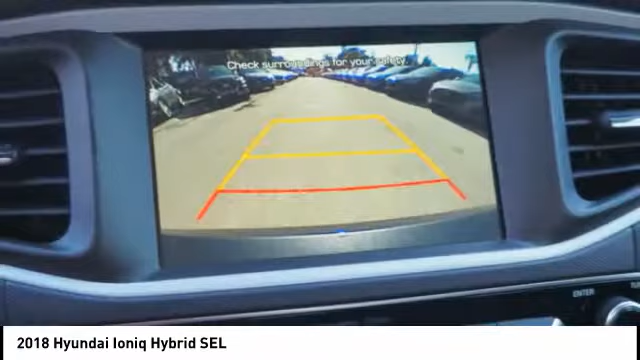 Check surroundings for your safety.
ENTER
2018 Hyundai Ioniq Hybrid SEL